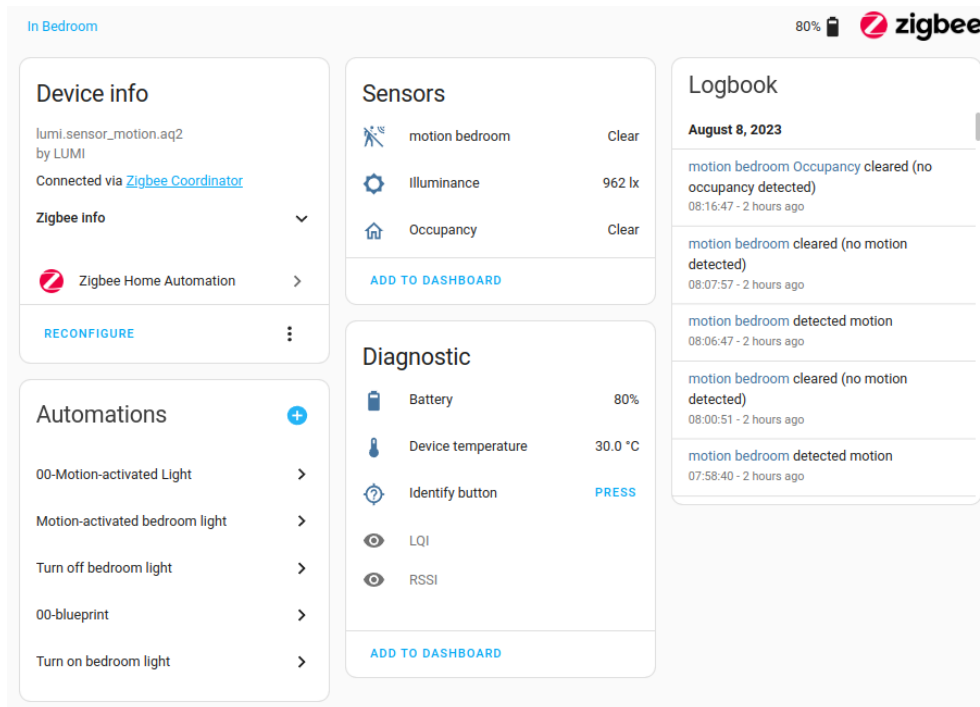 In Bedroom
80%
zigbee
Device info
lumi.sensor_motion.aq2
by LUMI
Connected via Zigbee Coordinator
Zigbee info
Zigbee Home Automation
RECONFIGURE
Automations
00-Motion-activated Light
Motion-activated bedroom light
Turn off bedroom light
00-blueprint
Turn on bedroom light
Sensors
motion bedroom Clear
Illuminance 962 lx
Occupancy Clear
ADD TO DASHBOARD
Diagnostic
Battery 80%
Device temperature 30.0 °C
Identify button PRESS
LQI
RSSI
ADD TO DASHBOARD
Logbook
August 8, 2023
motion bedroom Occupancy cleared (no
occupancy detected)
08:16:47 - 2 hours ago
motion bedroom cleared (no motion
detected)
08:07:57 - 2 hours ago
motion bedroom detected motion
08:06:47 - 2 hours ago
motion bedroom cleared (no motion
detected)
08:00:51 - 2 hours ago
motion bedroom detected motion
07:58:40 - 2 hours ago